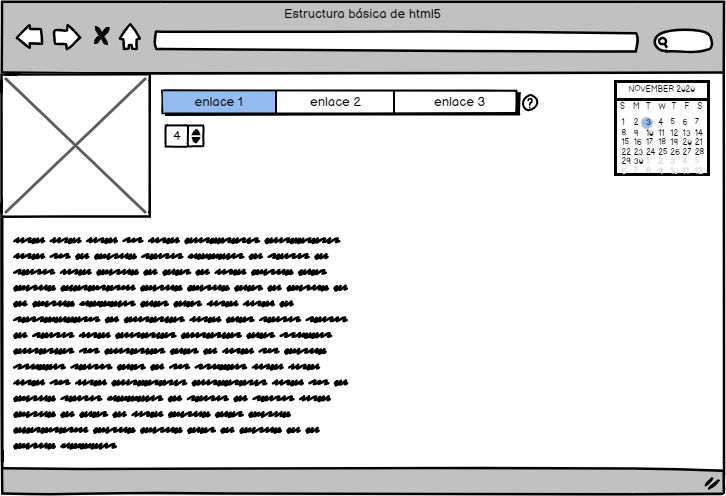 Estructura básica de html5
enlace 1 enlace 2 enlace 3 ?
4
NOVEMBER 2020
S M T W T F S
1 2 3 4 5 6 7
8 9 10 11 12 13 14
15 16 17 18 19 20 21
22 23 24 25 26 27 28
29 30 1 2 3 4 5
6 7 8 9 10 11 12